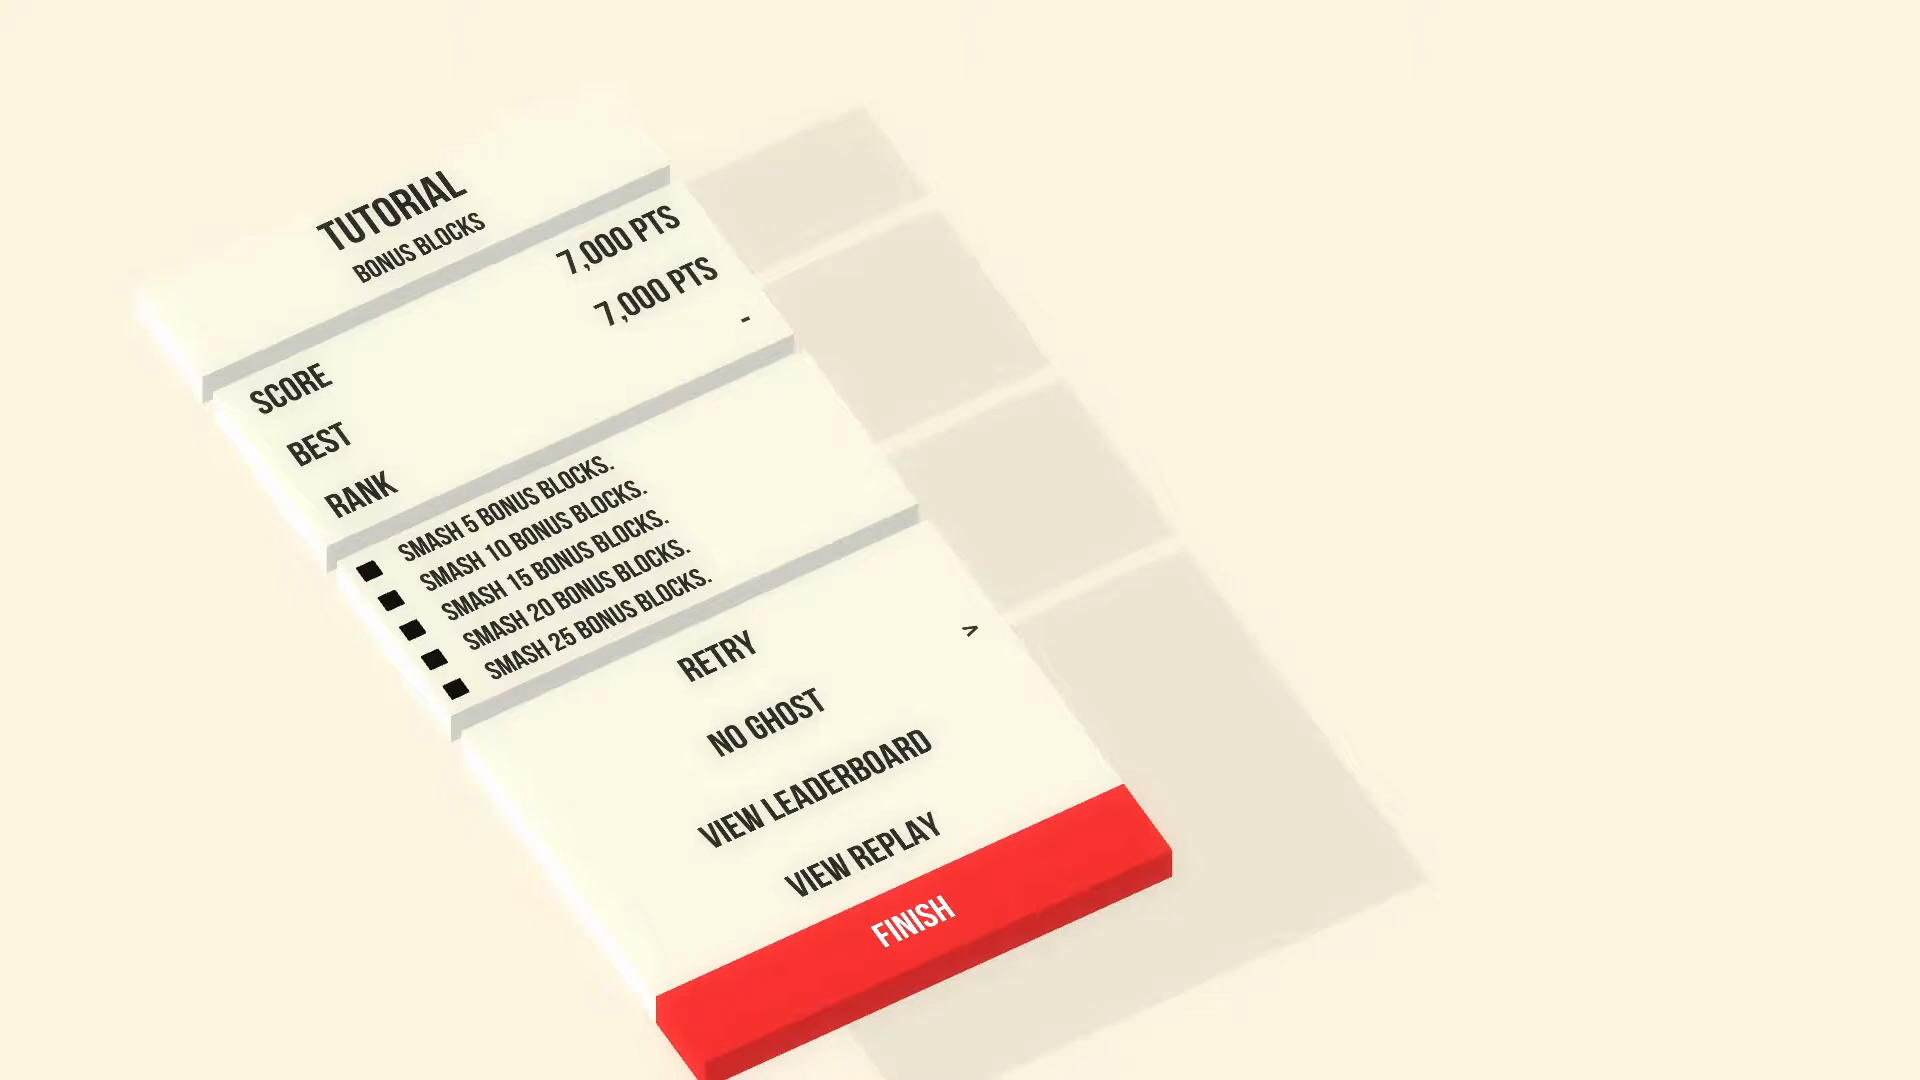 TUTORIAL
BONUS BLOCKS
SCORE 7,000 PTS
BEST 7,000 PTS
RANK -
SMASH 5 BONUS BLOCKS.
SMASH 10 BONUS BLOCKS.
SMASH 15 BONUS BLOCKS.
SMASH 20 BONUS BLOCKS.
SMASH 25 BONUS BLOCKS.
RETRY
NO GHOST >
VIEW LEADERBOARD
VIEW REPLAY
FINISH